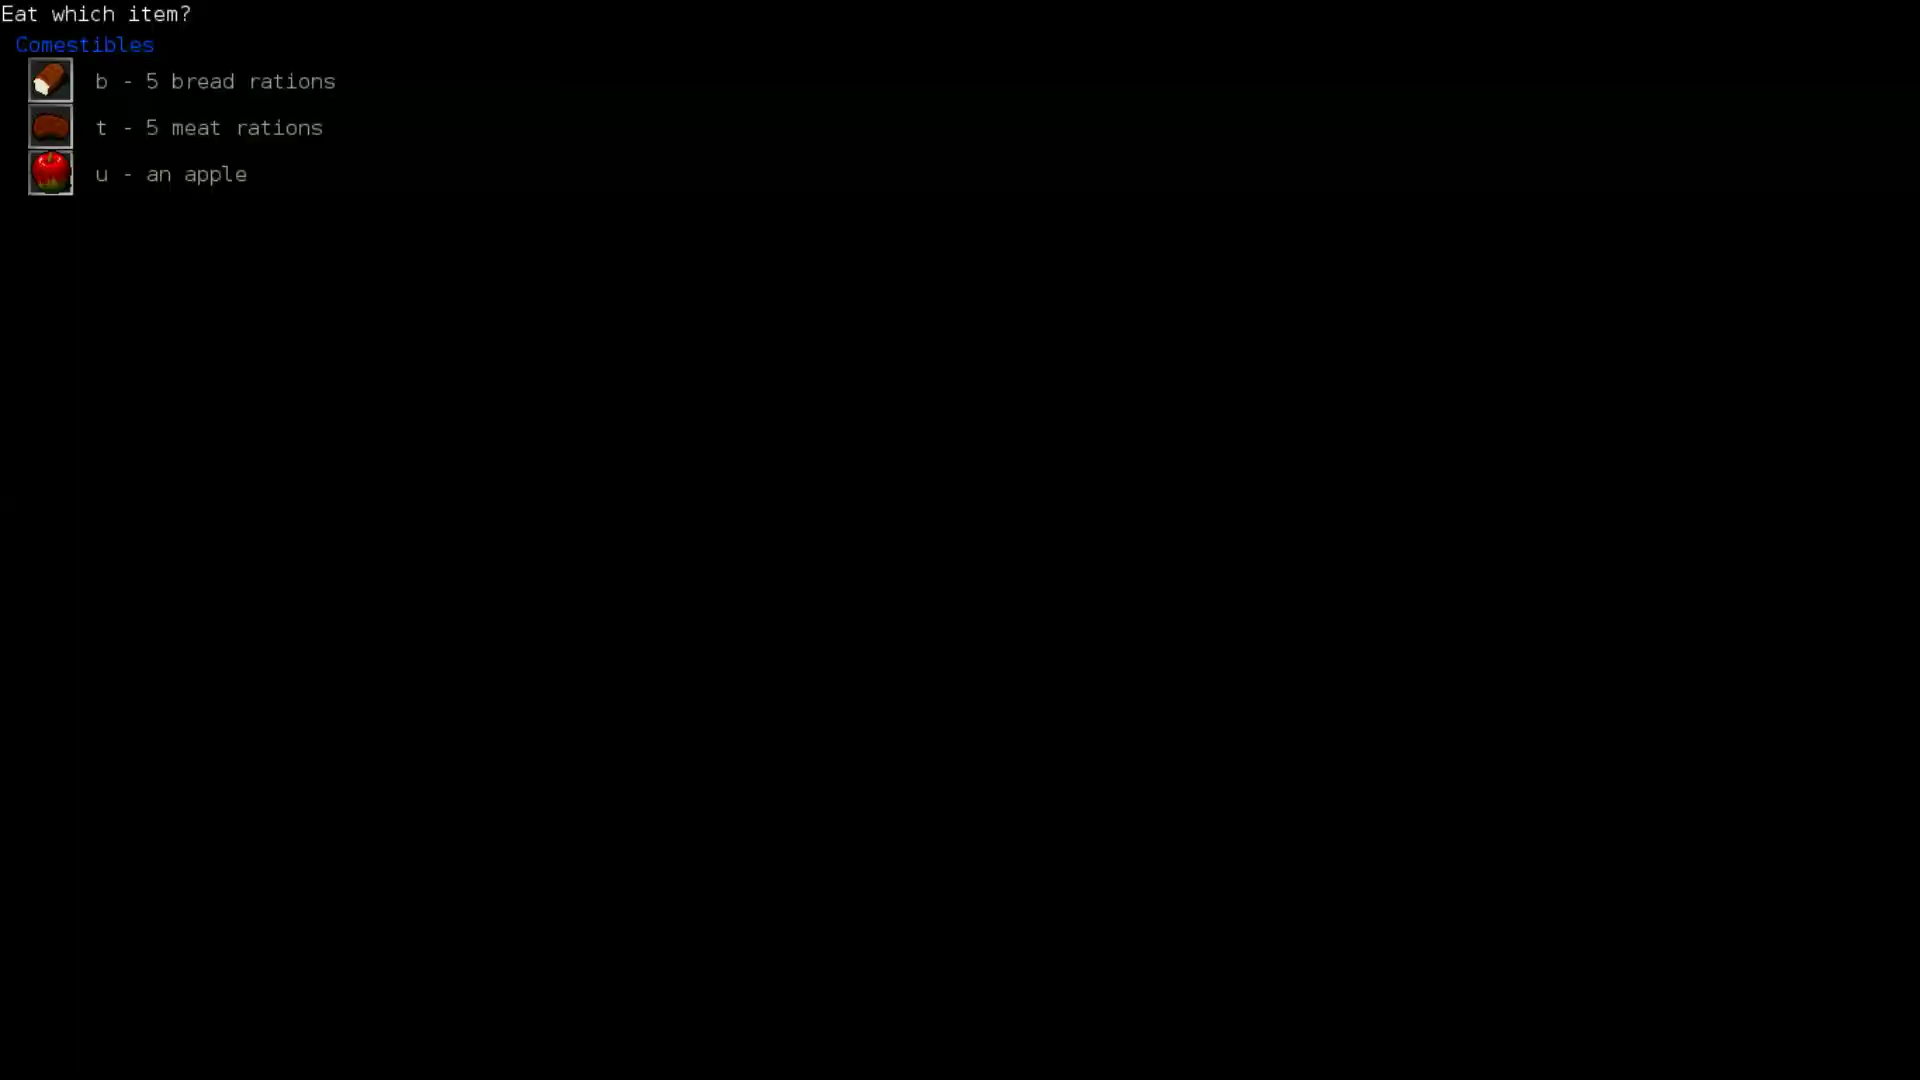 Eat which item?
Comestibles
b - 5 bread rations
t - 5 meat rations
u - an apple